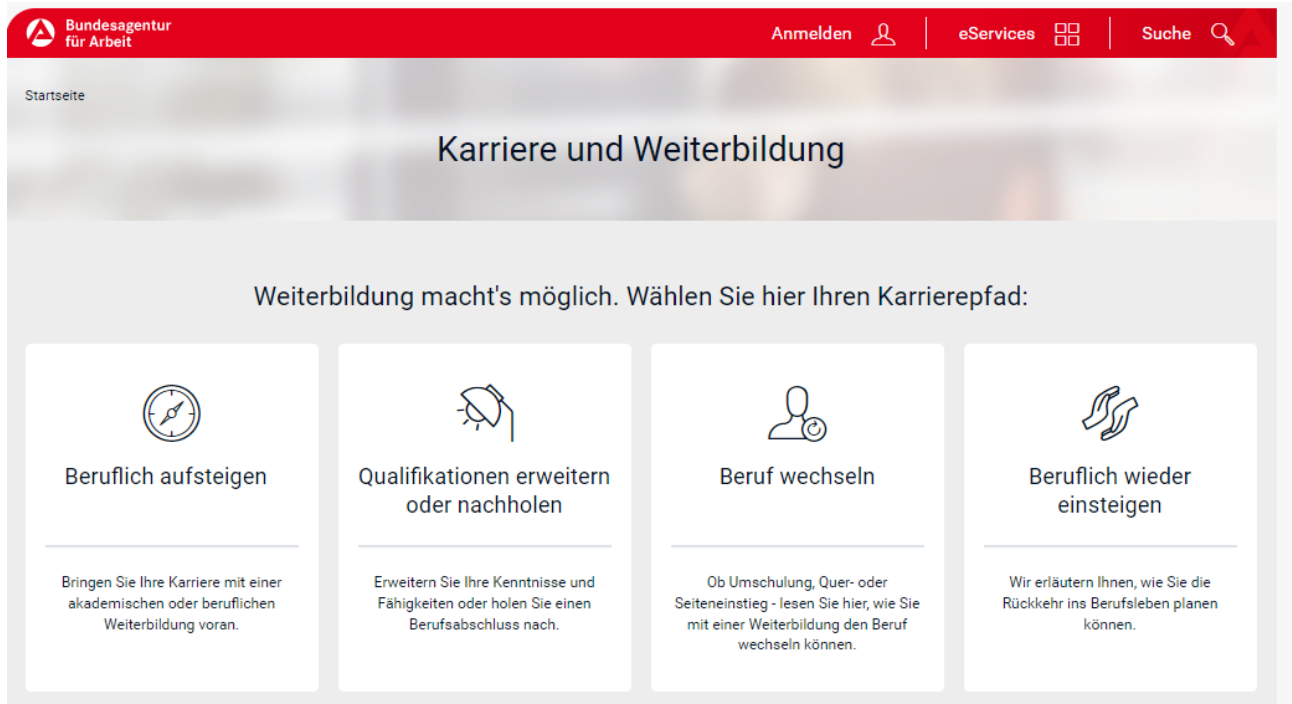 Bundesagentur
für Arbeit
Anmelden
eServices
Suche
Startseite
Karriere und Weiterbildung
Weiterbildung macht's möglich. Wählen Sie hier Ihren Karrierepfad:
Beruflich aufsteigen
Bringen Sie Ihre Karriere mit einer
akademischen oder beruflichen
Weiterbildung voran.
Qualifikationen erweitern
oder nachholen
Erweitern Sie Ihre Kenntnisse und
Fähigkeiten oder holen Sie einen
Berufsabschluss nach.
Beruf wechseln
Ob Umschulung, Quer- oder
Seiteneinstieg - lesen Sie hier, wie Sie
mit einer Weiterbildung den Beruf
wechseln können.
Beruflich wieder
einsteigen
Wir erläutern Ihnen, wie Sie die
Rückkehr ins Berufsleben planen
können.